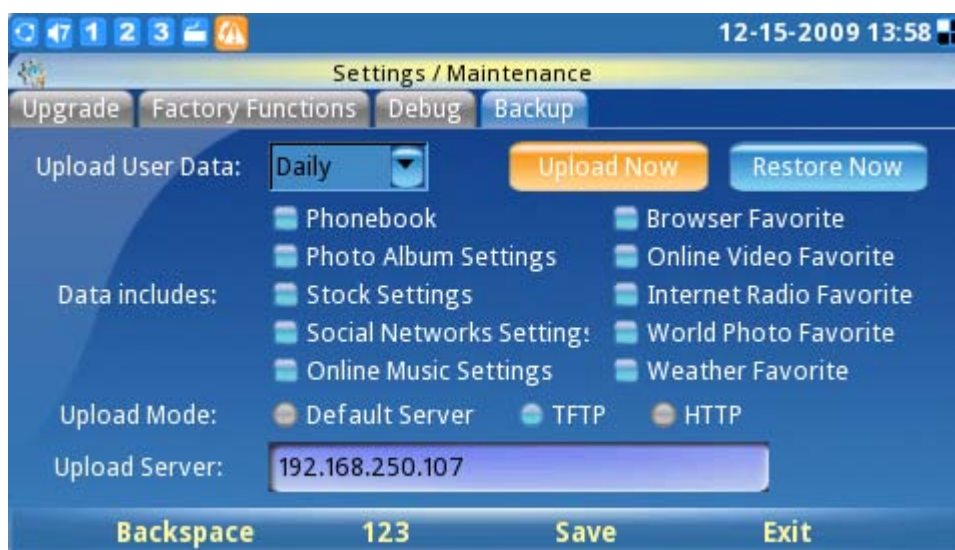 47 1 2 3 12-15-2009 13:58
Settings / Maintenance
Upgrade Factory Functions Debug Backup
Upload User Data: Daily Upload Now Restore Now
Phonebook Browser Favorite
Photo Album Settings Online Video Favorite
Data includes: Stock Settings Internet Radio Favorite
Social Networks Settings World Photo Favorite
Online Music Settings Weather Favorite
Upload Mode: Default Server TFTP HTTP
Upload Server: 192.168.250.107
Backspace 123 Save Exit